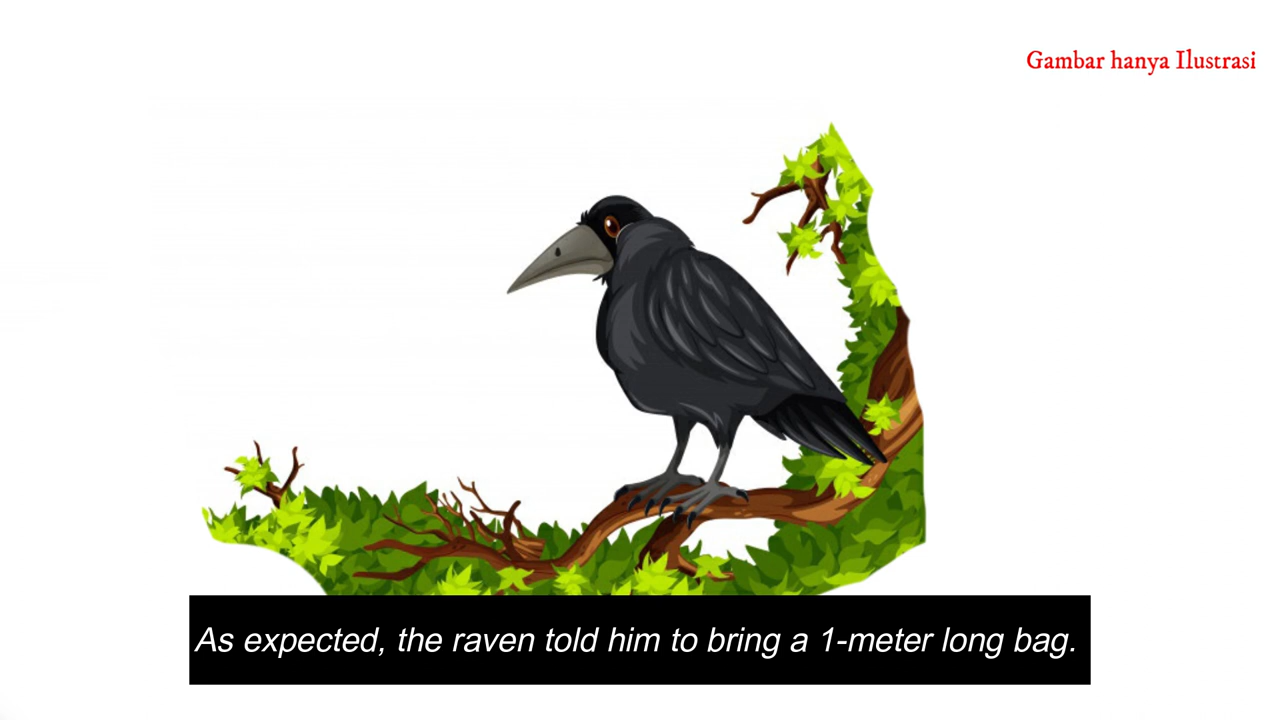 Gambar hanya Ilustrasi
As expected, the raven told him to bring a 1-meter long bag.